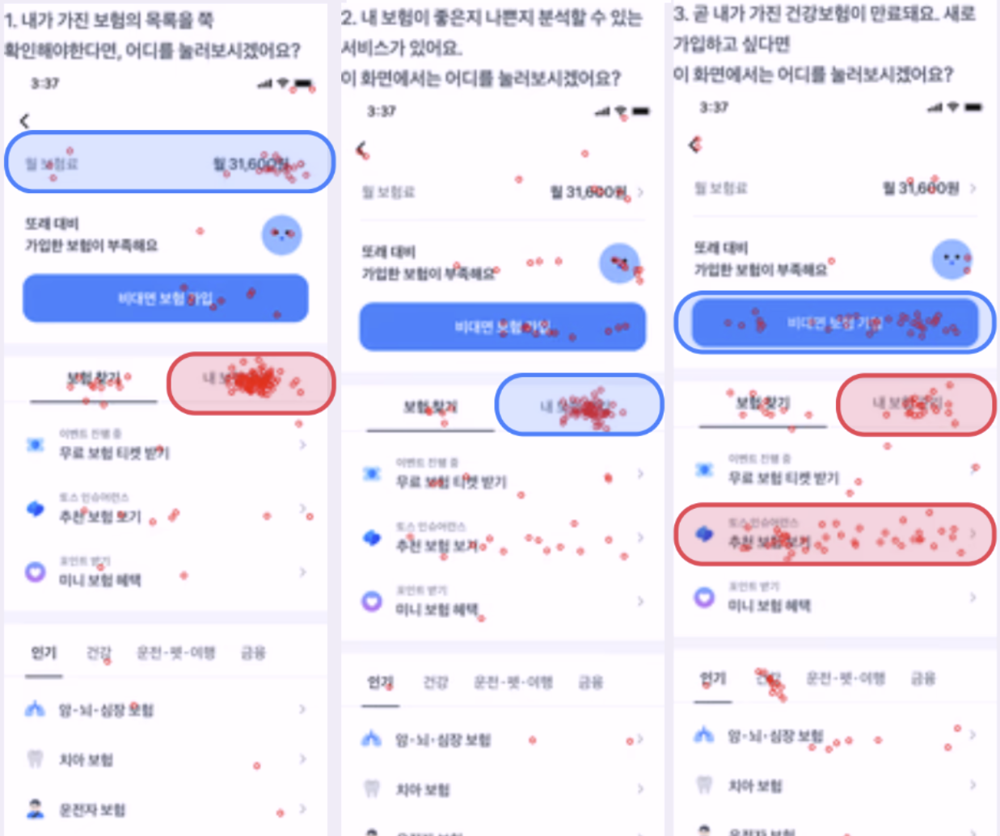 1. 내가 가진 보험의 목록을 쭉
확인해야한다면, 어디를 눌러보시겠어요?
3:37
월 보험료
월 31,600원
또래 대비
가입한 보험이 부족해요
비대면 보험 가입
보험 찾기
이벤트 진행 중
무료 보험 티켓 받기
토스 인슈어런스
추천 보험 보기
포인트 받기
미니 보험 혜택
인기 건강 운전·펫·여행 금융
암·뇌·심장 보험
치아 보험
운전자 보험
2. 내 보험이 좋은지 나쁜지 분석할 수 있는
서비스가 있어요.
이 화면에서는 어디를 눌러보시겠어요?
3:37
월 보험료
월 31,600원
또래 대비
가입한 보험이 부족해요
비대면 보험 가입
보험 찾기
이벤트 진행 중
무료 보험 티켓 받기
토스 인슈어런스
추천 보험 보기
포인트 받기
미니 보험 혜택
인기 건강 운전·펫·여행 금융
암·뇌·심장 보험
치아 보험
3. 곧 내가 가진 건강보험이 만료돼요. 새로
가입하고 싶다면
이 화면에서는 어디를 눌러보시겠어요?
3:37
월 보험료
월 31,600원
또래 대비
가입한 보험이 부족해요
비대면 보험 가입
보험 찾기
이벤트 진행 중
무료 보험 티켓 받기
토스 인슈어런스
추천 보험 보기
포인트 받기
미니 보험 혜택
인기 건강 운전·펫·여행 금융
암·뇌·심장 보험
치아 보험
운전자 보험